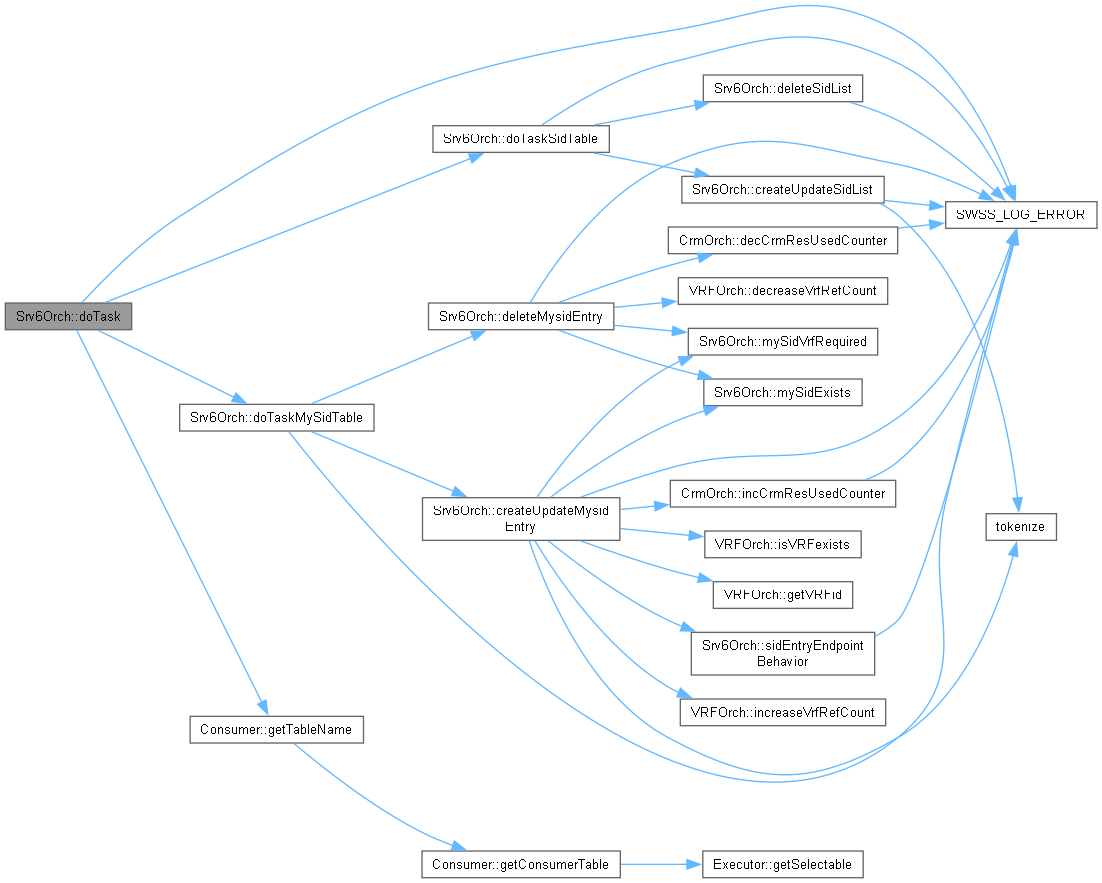 Srv6Orch::deleteSidList
Srv6Orch::doTaskSidTable
Srv6Orch::createUpdateSidList
SWSS_LOG_ERROR
CrmOrch::decCrmResUsedCounter
VRFOrch::decreaseVrfRefCount
Srv6Orch::doTask
Srv6Orch::deleteMysidEntry
Srv6Orch::mySidVrfRequired
Srv6Orch::mySidExists
Srv6Orch::doTaskMySidTable
CrmOrch::incCrmResUsedCounter
Srv6Orch::createUpdateMysid
Entry
tokenize
VRFOrch::isVRFexists
VRFOrch::getVRFid
Srv6Orch::sidEntryEndpoint
Behavior
VRFOrch::increaseVrfRefCount
Consumer::getTableName
Consumer::getConsumerTable
Executor::getSelectable